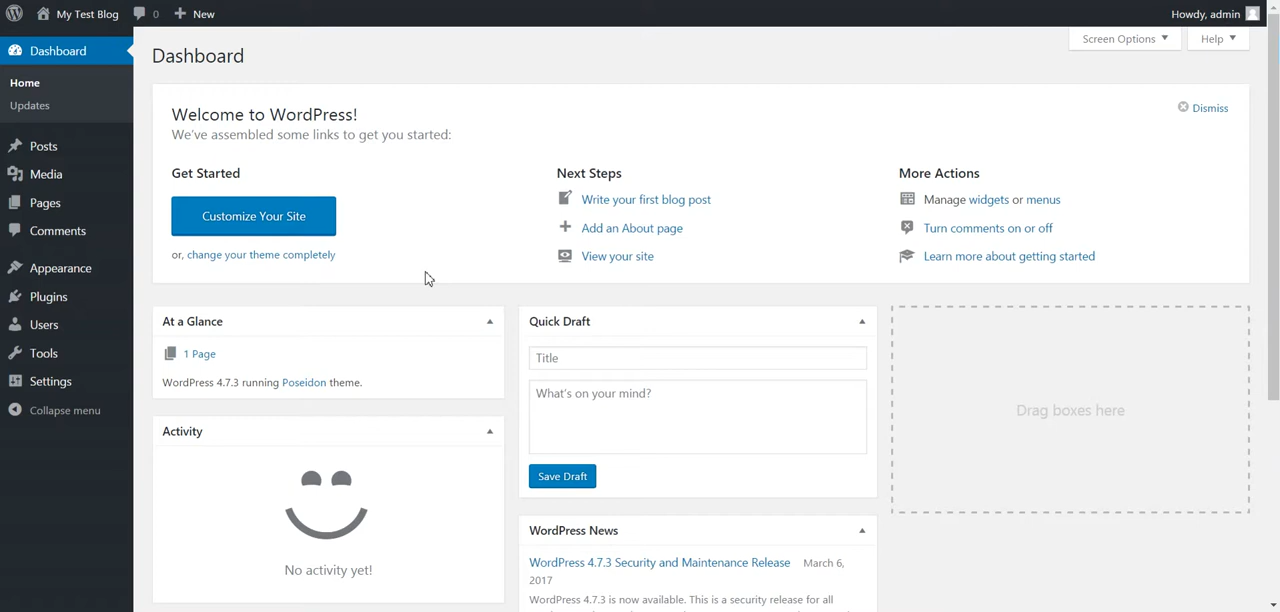 My Test Blog 0 New Howdy, admin
Dashboard
Home
Updates
Posts
Media
Pages
Comments
Appearance
Plugins
Users
Tools
Settings
Collapse menu
Screen Options Help
Dashboard
Welcome to WordPress!
We've assembled some links to get you started:
Dismiss
Get Started
Customize Your Site
or, change your theme completely
Next Steps
Write your first blog post
Add an About page
View your site
More Actions
Manage widgets or menus
Turn comments on or off
Learn more about getting started
At a Glance
1 Page
WordPress 4.7.3 running Poseidon theme.
Activity
No activity yet!
Quick Draft
Title
What's on your mind?
Save Draft
WordPress News
WordPress 4.7.3 Security and Maintenance Release March 6,
2017
WordPress 4.7.3 is now available. This is a security release for all
Drag boxes here